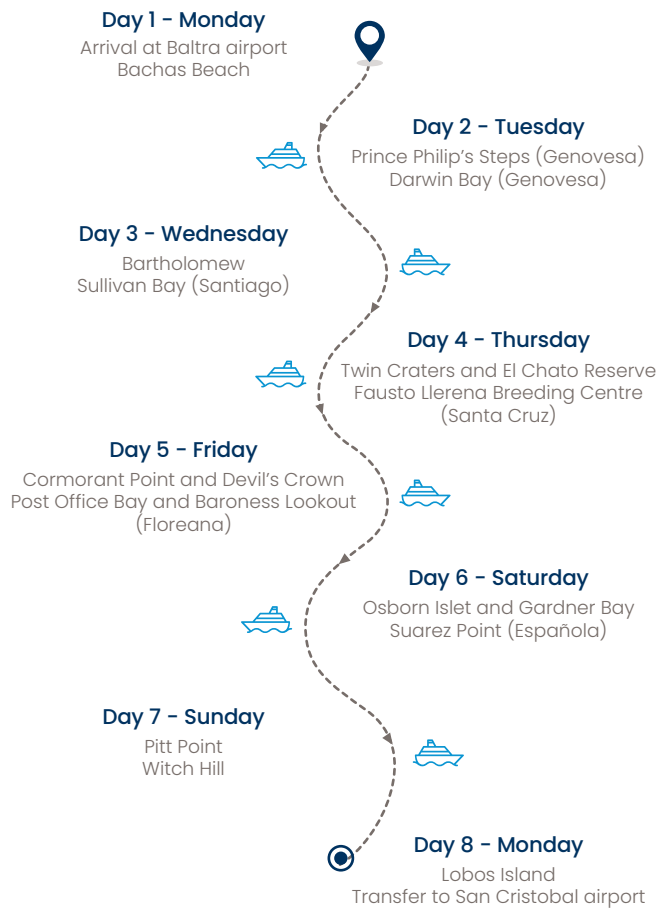 Day 1 - Monday
Arrival at Baltra airport
Bachas Beach
Day 2 - Tuesday
Prince Philip's Steps (Genovesa)
Darwin Bay (Genovesa)
Day 3 - Wednesday
Bartholomew
Sullivan Bay (Santiago)
Day 4 - Thursday
Twin Craters and El Chato Reserve
Fausto Llerena Breeding Centre
(Santa Cruz)
Day 5 - Friday
Cormorant Point and Devil's Crown
Post Office Bay and Baroness Lookout
(Floreana)
Day 6 - Saturday
Osborn Islet and Gardner Bay
Suarez Point (Española)
Day 7 - Sunday
Pitt Point
Witch Hill
Day 8 - Monday
Lobos Island
Transfer to San Cristobal airport